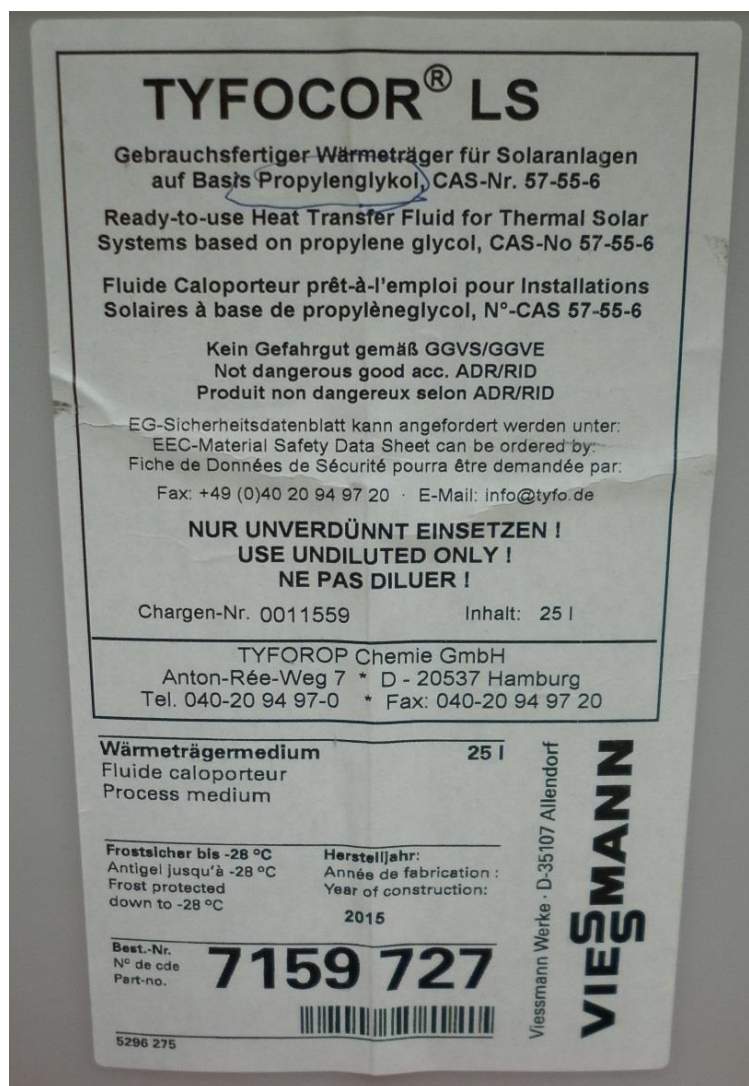 TYFOCOR® LS
Gebrauchsfertiger Wärmeträger für Solaranlagen
auf Basis Propylenglykol, CAS-Nr. 57-55-6
Ready-to-use Heat Transfer Fluid for Thermal Solar
Systems based on propylene glycol, CAS-No 57-55-6
Fluide Caloporteur prêt-à-l'emploi pour Installations
Solaires à base de propylèneglycol, N°-CAS 57-55-6
Kein Gefahrgut gemäß GGVS/GGVE
Not dangerous good acc. ADR/RID
Produit non dangereux selon ADR/RID
EG-Sicherheitsdatenblatt kann angefordert werden unter:
EEC-Material Safety Data Sheet can be ordered by:
Fiche de Données de Sécurité pourra être demandée par:
Fax: +49 (0)40 20 94 97 20 · E-Mail: info@tyfo.de
NUR UNVERDÜNNT EINSETZEN !
USE UNDILUTED ONLY !
NE PAS DILUER !
Chargen-Nr. 0011559 Inhalt: 25 l
TYFOROP Chemie GmbH
Anton-Rée-Weg 7 * D - 20537 Hamburg
Tel. 040-20 94 97-0 * Fax: 040-20 94 97 20
Wärmeträgermedium 25 l
Fluide caloporteur
Process medium
Frostsicher bis -28 °C
Antigel jusqu'à -28 °C
Frost protected
down to -28 °C
Herstelljahr:
Année de fabrication :
Year of construction:
2015
Best.-Nr.
N° de cde
Part-no.
7159 727
5296 275
Viessmann Werke · D-35107 Allendorf
VIESSMANN